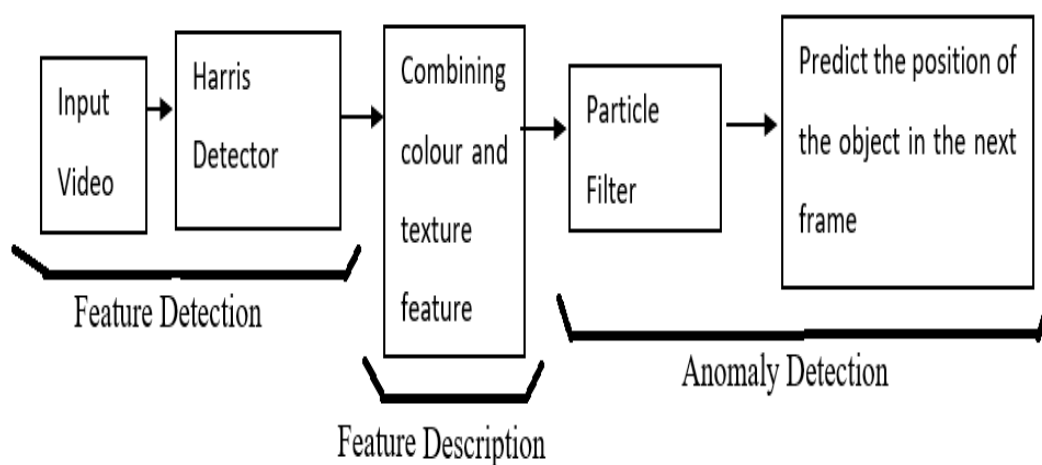 Input
Video
Harris
Detector
Combining
colour and
texture
feature
Particle
Filter
Predict the position of
the object in the next
frame
Feature Detection
Feature Description
Anomaly Detection